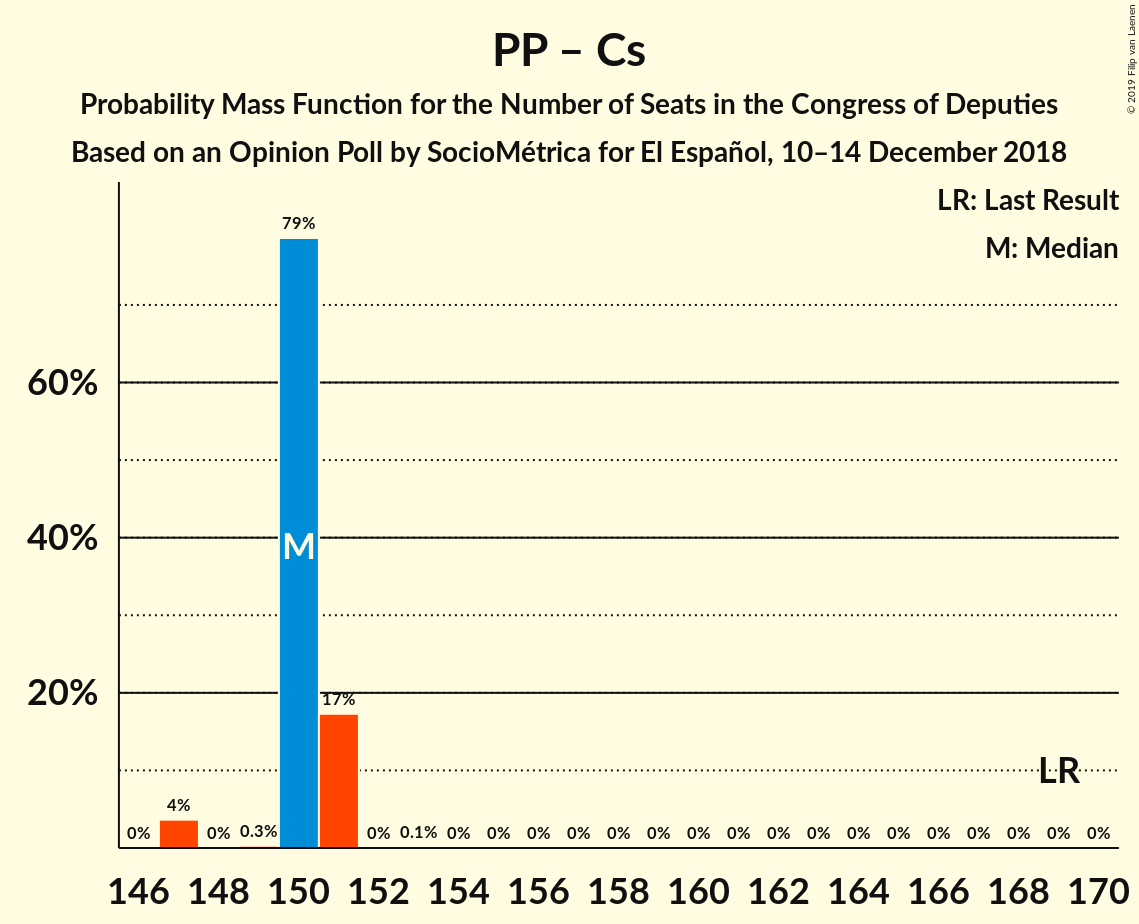 PP – Cs
Probability Mass Function for the Number of Seats in the Congress of Deputies
Based on an Opinion Poll by SocioMétrica for El Español, 10–14 December 2018
© 2019 Filip van Laenen
LR: Last Result
M: Median
79%
60%
40%
M
20%
17%
LR
4%
0% 0% 0.3% 0% 0.1% 0% 0% 0% 0% 0% 0% 0% 0% 0% 0% 0% 0% 0% 0% 0% 0% 0%
146 148 150 152 154 156 158 160 162 164 166 168 170